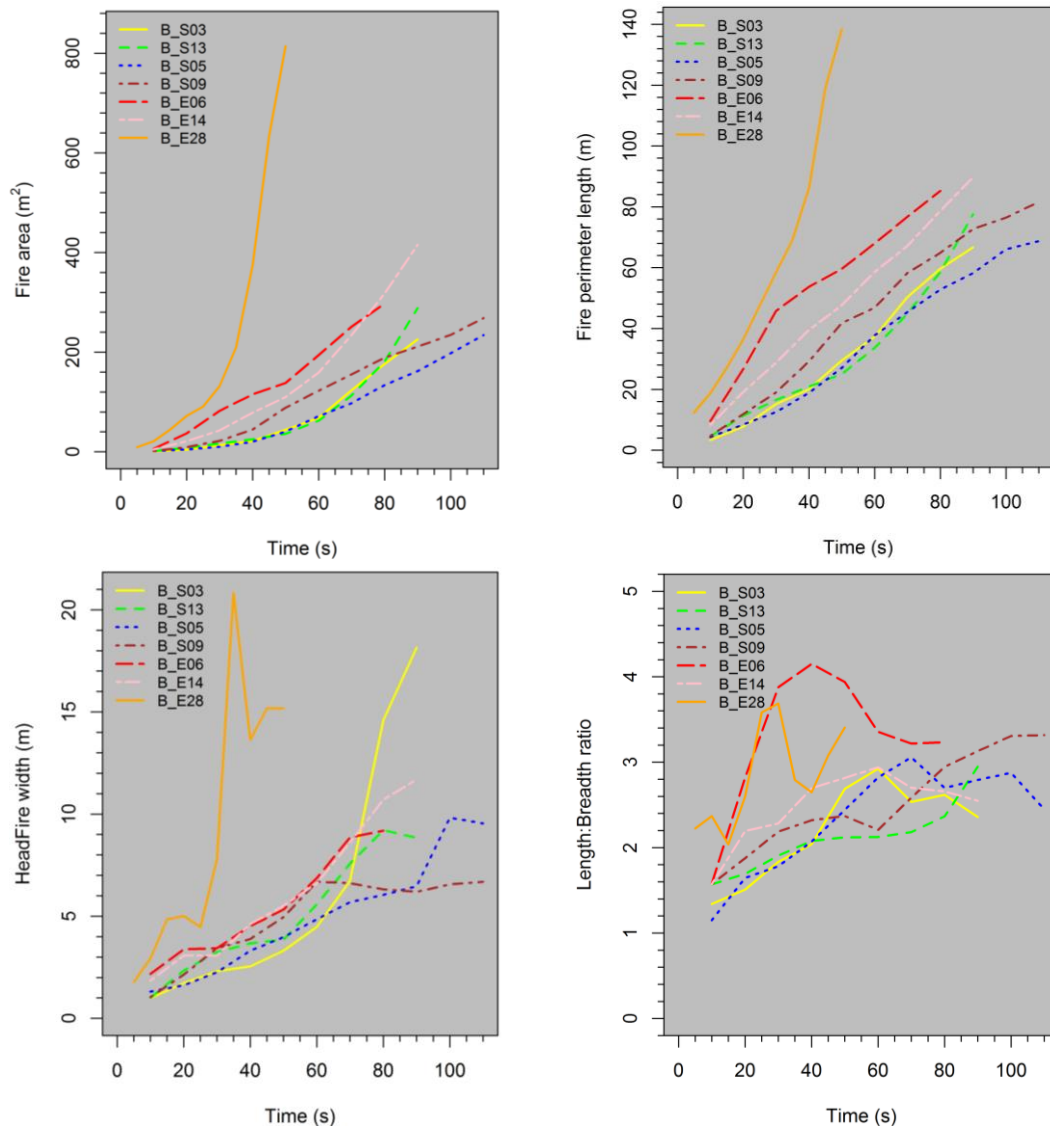 B_S03
B_S13
B_S05
B_S09
B_E06
B_E14
B_E28
Fire area (m²)
0
200
400
600
800
0 20 40 60 80 100
Time (s)
B_S03
B_S13
B_S05
B_S09
B_E06
B_E14
B_E28
Fire perimeter length (m)
0
20
40
60
80
100
120
140
0 20 40 60 80 100
Time (s)
B_S03
B_S13
B_S05
B_S09
B_E06
B_E14
B_E28
HeadFire width (m)
0
5
10
15
20
0 20 40 60 80 100
Time (s)
B_S03
B_S13
B_S05
B_S09
B_E06
B_E14
B_E28
Length:Breadth ratio
0
1
2
3
4
5
0 20 40 60 80 100
Time (s)